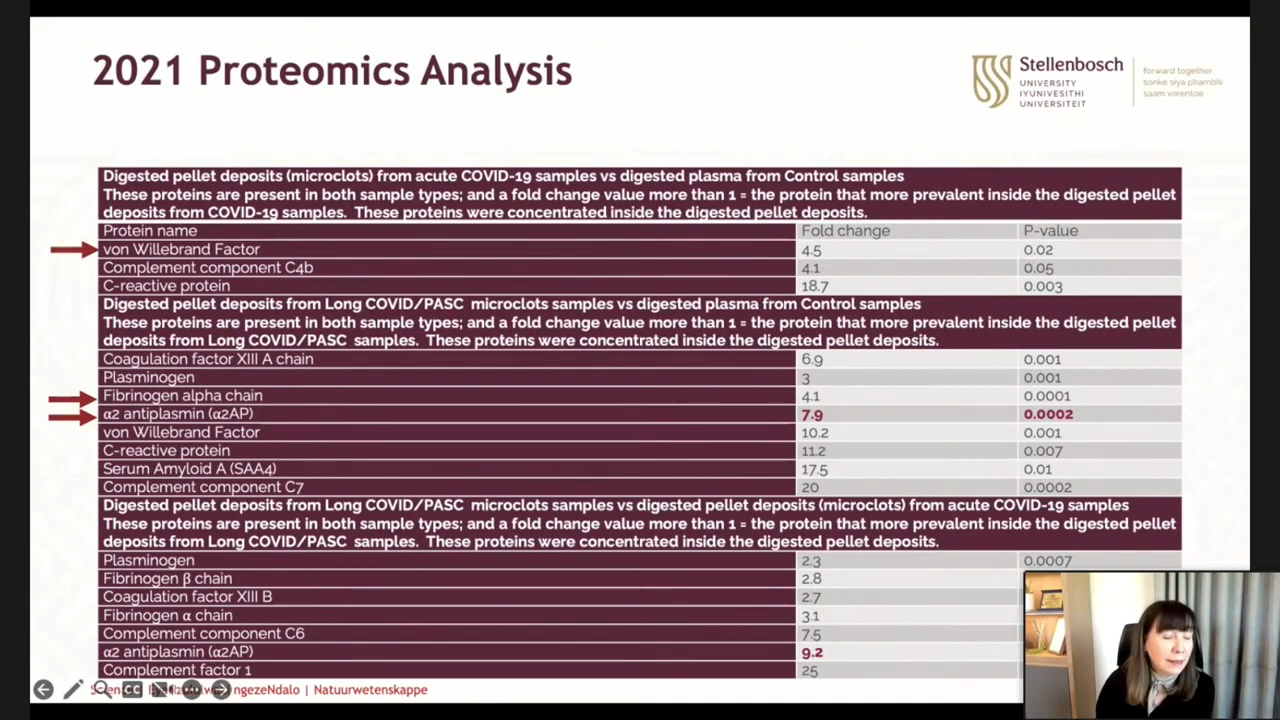 2021 Proteomics Analysis
Stellenbosch
UNIVERSITY
IYUNIVESITHI
UNIVERSITEIT
forward together
sonke siya phambili
saam vorentoe
Digested pellet deposits (microclots) from acute COVID-19 samples vs digested plasma from Control samples
These proteins are present in both sample types; and a fold change value more than 1 = the protein that more prevalent inside the digested pellet
deposits from COVID-19 samples. These proteins were concentrated inside the digested pellet deposits.
Protein name Fold change P-value
von Willebrand Factor 4.5 0.02
Complement component C4b 4.1 0.05
C-reactive protein 18.7 0.003
Digested pellet deposits from Long COVID/PASC microclots samples vs digested plasma from Control samples
These proteins are present in both sample types; and a fold change value more than 1 = the protein that more prevalent inside the digested pellet
deposits from Long COVID/PASC samples. These proteins were concentrated inside the digested pellet deposits.
Coagulation factor XIII A chain 6.9 0.001
Plasminogen 3 0.001
Fibrinogen alpha chain 4.1 0.0001
α2 antiplasmin (α2AP) 7.9 0.0002
von Willebrand Factor 10.2 0.001
C-reactive protein 11.2 0.007
Serum Amyloid A (SAA4) 17.5 0.01
Complement component C7 20 0.0002
Digested pellet deposits from Long COVID/PASC microclots samples vs digested pellet deposits (microclots) from acute COVID-19 samples
These proteins are present in both sample types; and a fold change value more than 1 = the protein that more prevalent inside the digested pellet
deposits from Long COVID/PASC samples. These proteins were concentrated inside the digested pellet deposits.
Plasminogen 2.3 0.0007
Fibrinogen β chain 2.8
Coagulation factor XIII B 2.7
Fibrinogen α chain 3.1
Complement component C6 7.5
α2 antiplasmin (α2AP) 9.2
Complement factor 1 25
ngezeNdalo | Natuurwetenskappe